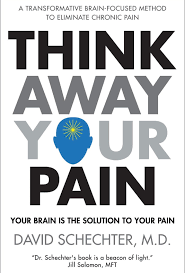 A TRANSFORMATIVE BRAIN-FOCUSED METHOD
TO ELIMINATE CHRONIC PAIN
THINK
AWAY
YOUR
PAIN
YOUR BRAIN IS THE SOLUTION TO YOUR PAIN
DAVID SCHECHTER, M.D.
"Dr. Schechter's book is a beacon of light."
Jill Solomon, MFT